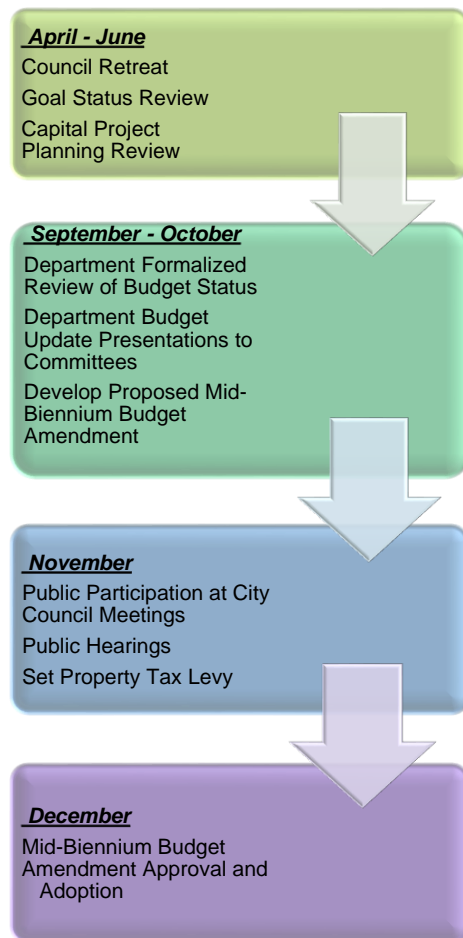 April - June
Council Retreat
Goal Status Review
Capital Project
Planning Review
September - October
Department Formalized
Review of Budget Status
Department Budget
Update Presentations to
Committees
Develop Proposed Mid-
Biennium Budget
Amendment
November
Public Participation at City
Council Meetings
Public Hearings
Set Property Tax Levy
December
Mid-Biennium Budget
Amendment Approval and
Adoption